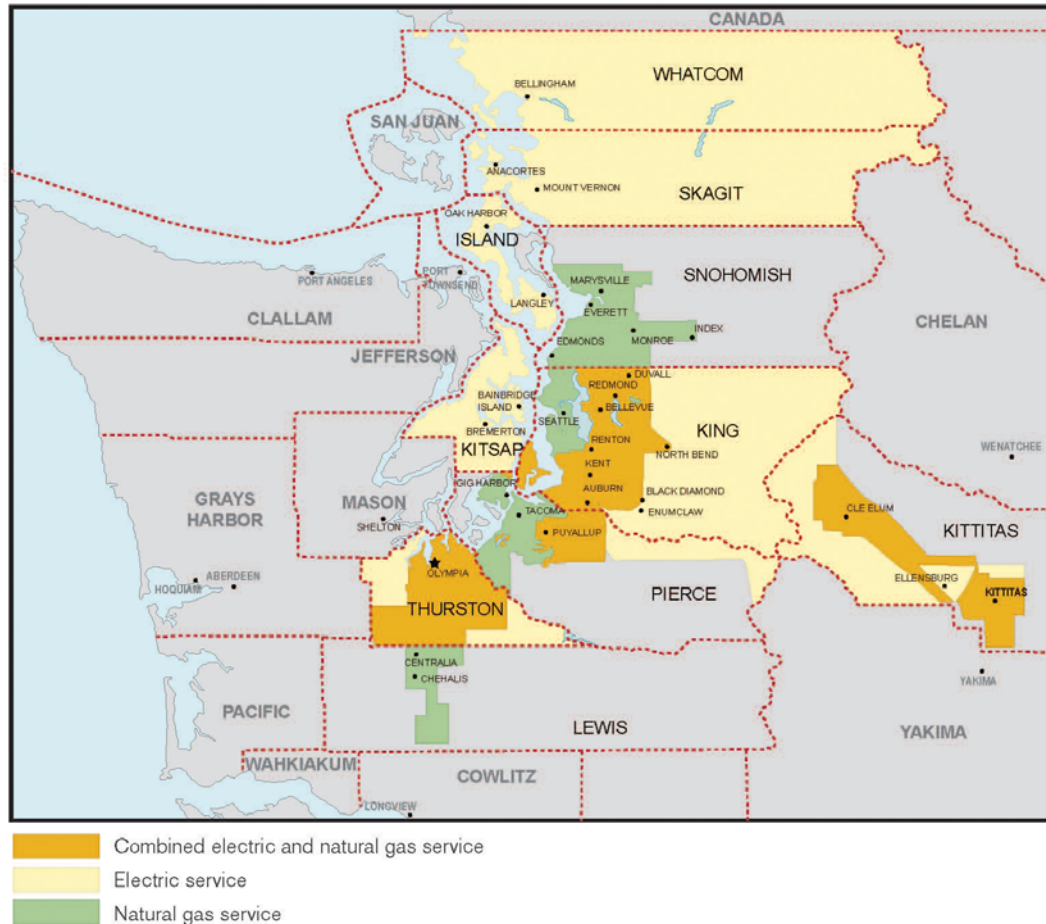 CANADA
WHATCOM
BELLINGHAM
SAN JUAN
ANACORTES
MOUNT VERNON
SKAGIT
OAK HARBOR
ISLAND
PORT ANGELES
PORT
TOWNSEND
MARYSVILLE
SNOHOMISH
LANGLEY
EVERETT
CLALLAM
CHELAN
INDEX
MONROE
EDMONDS
JEFFERSON
DUVALL
REDMOND
BAINBRIDGE
ISLAND
BELLEVUE
SEATTLE
BREMERTON
KING
KITSAP
RENTON
NORTH BEND
WENATCHEE
KENT
GIG HARBOR
AUBURN
BLACK DIAMOND
GRAYS
HARBOR
MASON
SHELTON
TACOMA
ENUMCLAW
CLE ELUM
KITTITAS
PUYALLUP
OLYMPIA
ABERDEEN
HOQUIAM
ELLENSBURG
KITTITAS
PIERCE
THURSTON
CENTRALIA
CHEHALIS
YAKIMA
PACIFIC
LEWIS
YAKIMA
WAHKIAKUM
COWLITZ
LONGVIEW
Combined electric and natural gas service
Electric service
Natural gas service